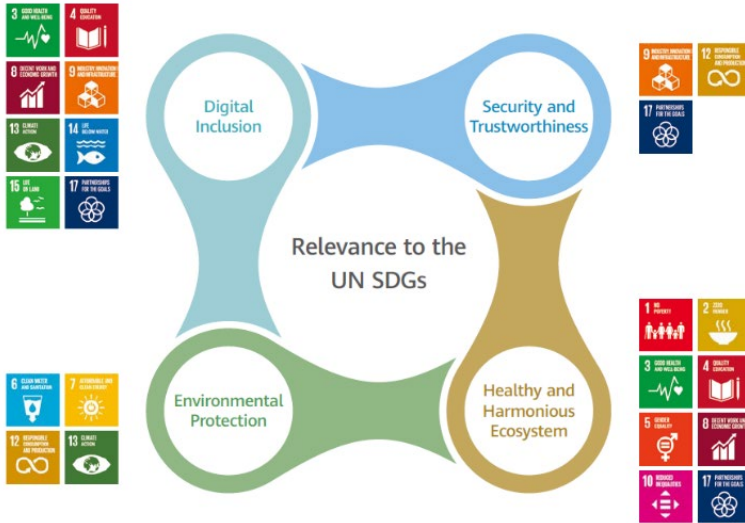 3 GOOD HEALTH
AND WELL-BEING
4 QUALITY
EDUCATION
8 DECENT WORK AND
ECONOMIC GROWTH
9 INDUSTRY, INNOVATION
AND INFRASTRUCTURE
13 CLIMATE
ACTION
14 LIFE
BELOW WATER
15 LIFE
ON LAND
17 PARTNERSHIPS
FOR THE GOALS
Digital
Inclusion
Security and
Trustworthiness
9 INDUSTRY, INNOVATION
AND INFRASTRUCTURE
12 RESPONSIBLE
CONSUMPTION
AND PRODUCTION
17 PARTNERSHIPS
FOR THE GOALS
Relevance to the
UN SDGs
6 CLEAN WATER
AND SANITATION
7 AFFORDABLE AND
CLEAN ENERGY
12 RESPONSIBLE
CONSUMPTION
AND PRODUCTION
13 CLIMATE
ACTION
Environmental
Protection
Healthy and
Harmonious
Ecosystem
1 NO
POVERTY
2 ZERO
HUNGER
3 GOOD HEALTH
AND WELL-BEING
4 QUALITY
EDUCATION
5 GENDER
EQUALITY
8 DECENT WORK AND
ECONOMIC GROWTH
10 REDUCED
INEQUALITIES
17 PARTNERSHIPS
FOR THE GOALS